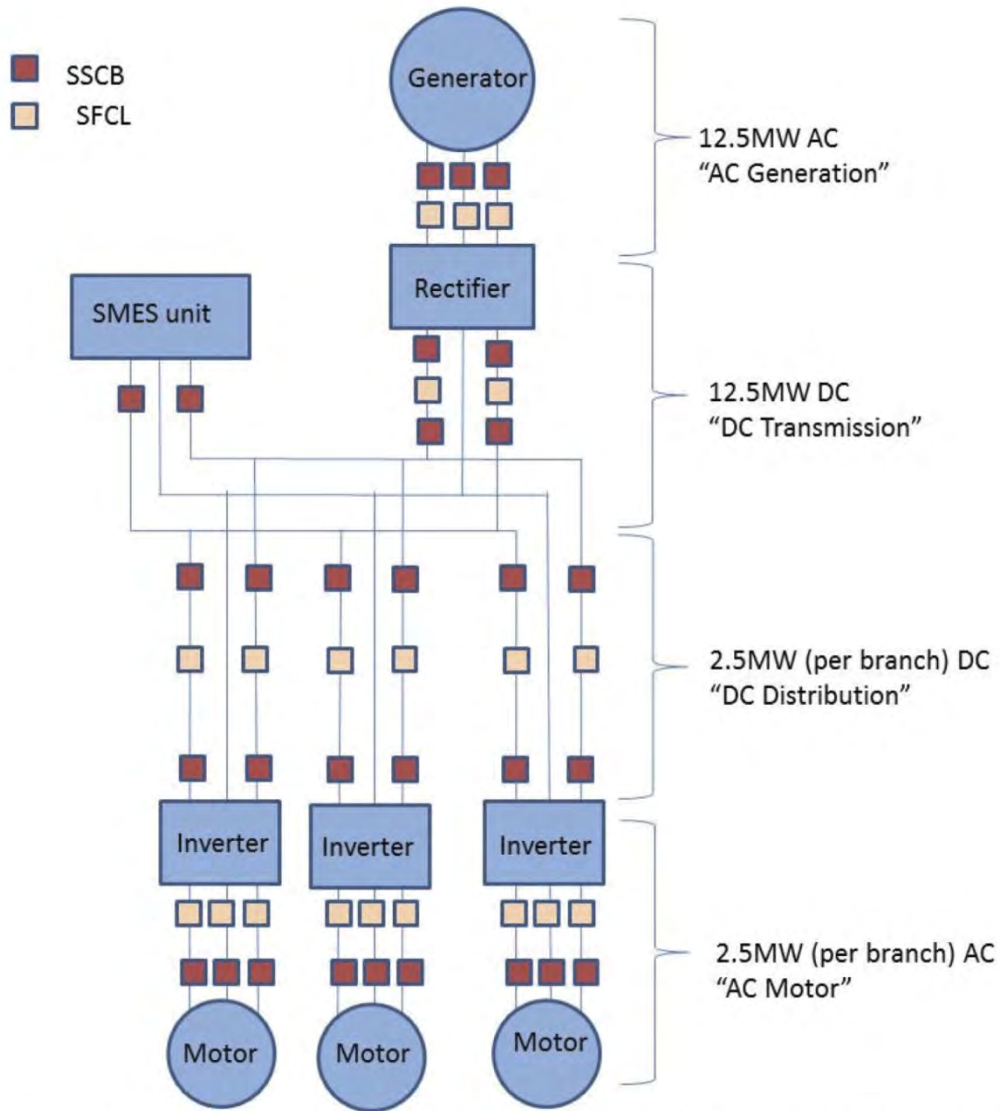 SSCB
SFCL
Generator
12.5MW AC
“AC Generation”
Rectifier
SMES unit
12.5MW DC
“DC Transmission”
2.5MW (per branch) DC
“DC Distribution”
Inverter
Inverter
Inverter
2.5MW (per branch) AC
“AC Motor”
Motor
Motor
Motor